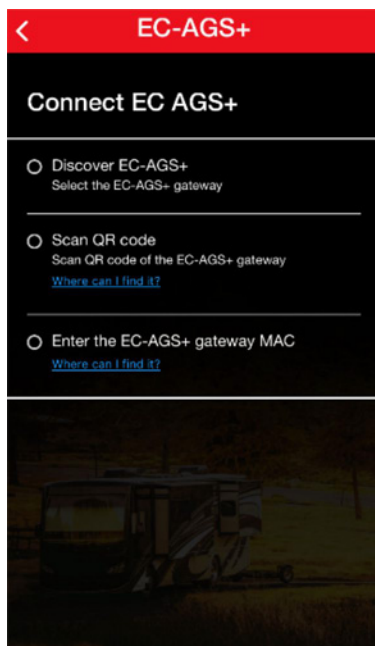 EC-AGS+
Connect EC AGS+
Discover EC-AGS+
Select the EC-AGS+ gateway
Scan QR code
Scan QR code of the EC-AGS+ gateway
Where can I find it?
Enter the EC-AGS+ gateway MAC
Where can I find it?